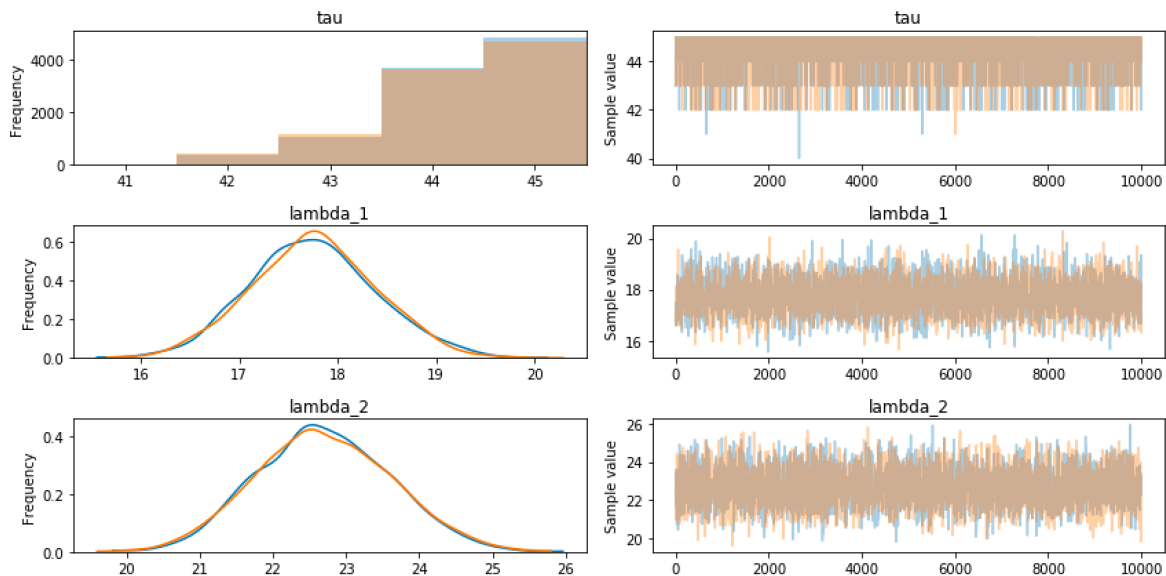 tau
Frequency
4000
2000
0
41 42 43 44 45
tau
Sample value
44
42
40
0 2000 4000 6000 8000 10000
lambda_1
Frequency
0.6
0.4
0.2
0.0
16 17 18 19 20
lambda_1
Sample value
20
18
16
0 2000 4000 6000 8000 10000
lambda_2
Frequency
0.4
0.2
0.0
20 21 22 23 24 25 26
lambda_2
Sample value
26
24
22
20
0 2000 4000 6000 8000 10000